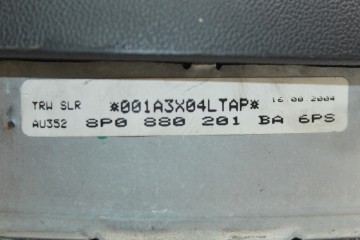 TRW SLR *001A3X04LTAP* 16.08.2004
AU352 8P0 880 201 BA 6PS